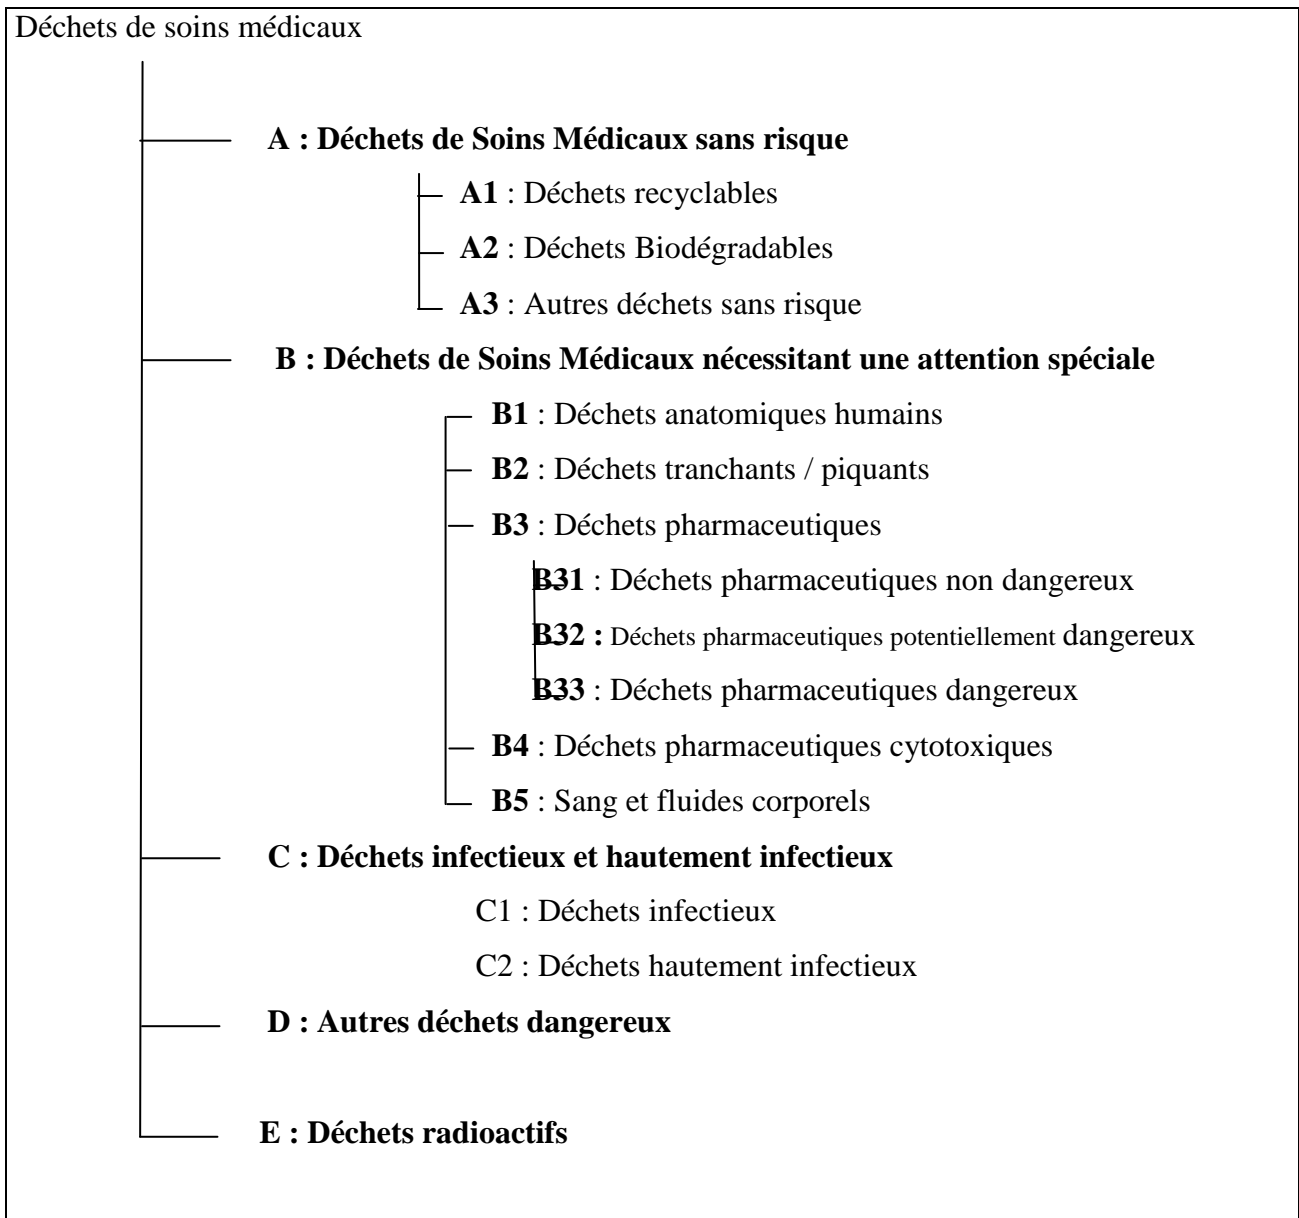 Déchets de soins médicaux
A : Déchets de Soins Médicaux sans risque
A1 : Déchets recyclables
A2 : Déchets Biodégradables
A3 : Autres déchets sans risque
B : Déchets de Soins Médicaux nécessitant une attention spéciale
B1 : Déchets anatomiques humains
B2 : Déchets tranchants / piquants
B3 : Déchets pharmaceutiques
B31 : Déchets pharmaceutiques non dangereux
B32 : Déchets pharmaceutiques potentiellement dangereux
B33 : Déchets pharmaceutiques dangereux
B4 : Déchets pharmaceutiques cytotoxiques
B5 : Sang et fluides corporels
C : Déchets infectieux et hautement infectieux
C1 : Déchets infectieux
C2 : Déchets hautement infectieux
D : Autres déchets dangereux
E : Déchets radioactifs